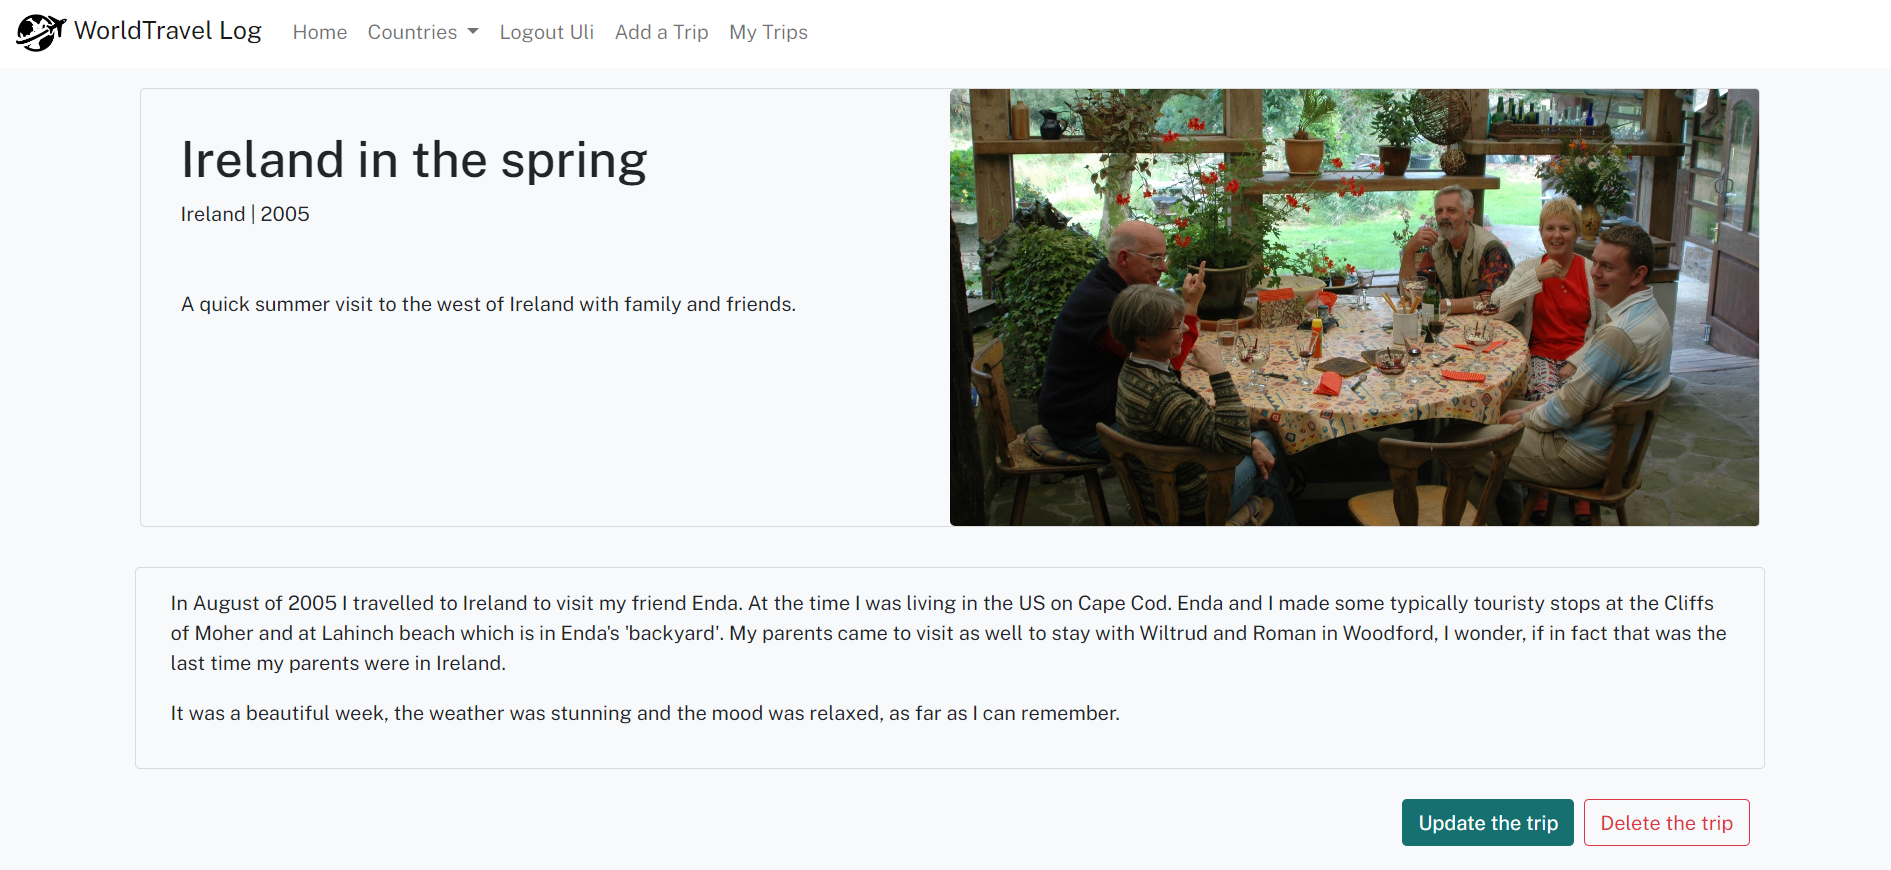 WorldTravel Log Home Countries Logout Uli Add a Trip My Trips
Ireland in the spring
Ireland | 2005
A quick summer visit to the west of Ireland with family and friends.
In August of 2005 I travelled to Ireland to visit my friend Enda. At the time I was living in the US on Cape Cod. Enda and I made some typically touristy stops at the Cliffs
of Moher and at Lahinch beach which is in Enda's 'backyard'. My parents came to visit as well to stay with Wiltrud and Roman in Woodford, I wonder, if in fact that was the
last time my parents were in Ireland.
It was a beautiful week, the weather was stunning and the mood was relaxed, as far as I can remember.
Update the trip Delete the trip